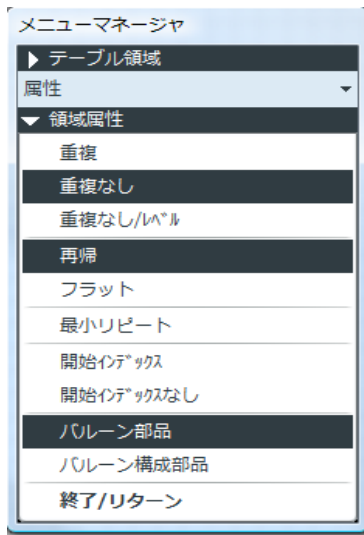 メニューマネージャ
テーブル領域
属性
領域属性
重複
重複なし
重複なし/ﾚﾍﾞﾙ
再帰
フラット
最小リピート
開始ｲﾝﾃﾞｯｸｽ
開始ｲﾝﾃﾞｯｸｽなし
バルーン部品
バルーン構成部品
終了/リターン